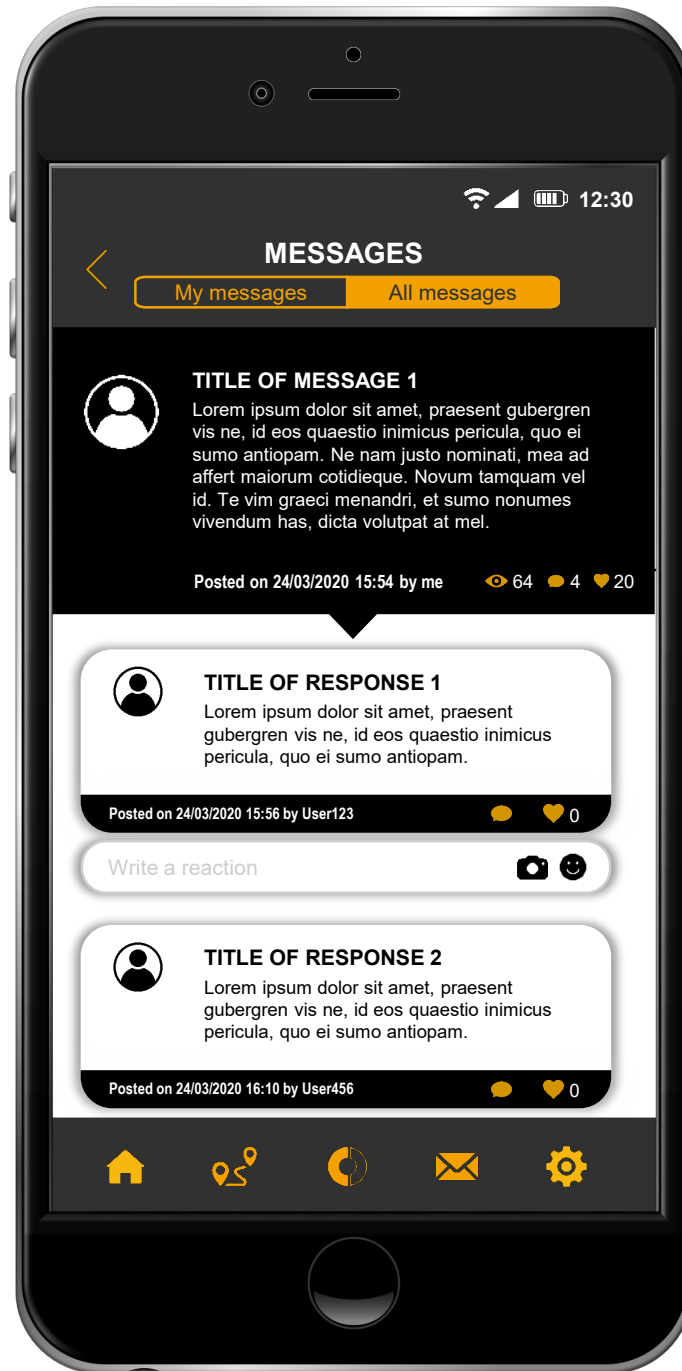 12:30
MESSAGES
My messages All messages
TITLE OF MESSAGE 1
Lorem ipsum dolor sit amet, praesent gubergren
vis ne, id eos quaestio inimicus pericula, quo ei
sumo antiopam. Ne nam justo nominati, mea ad
affert maiorum cotidieque. Novum tamquam vel
id. Te vim graeci menandri, et sumo nonumes
vivendum has, dicta volutpat at mel.
Posted on 24/03/2020 15:54 by me 64 4 20
TITLE OF RESPONSE 1
Lorem ipsum dolor sit amet, praesent
gubergren vis ne, id eos quaestio inimicus
pericula, quo ei sumo antiopam.
Posted on 24/03/2020 15:56 by User123 0
Write a reaction
TITLE OF RESPONSE 2
Lorem ipsum dolor sit amet, praesent
gubergren vis ne, id eos quaestio inimicus
pericula, quo ei sumo antiopam.
Posted on 24/03/2020 16:10 by User456 0